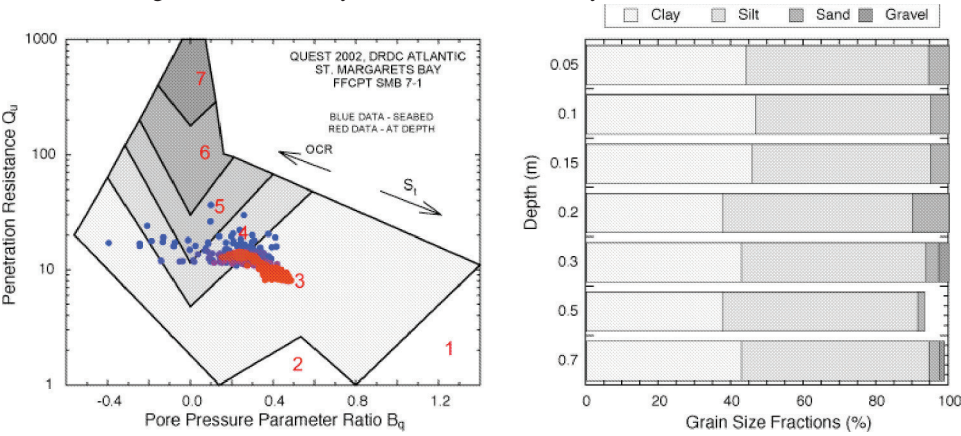 QUEST 2002, DRDC ATLANTIC
ST. MARGARETS BAY
FFCPT SMB 7-1
BLUE DATA - SEABED
RED DATA - AT DEPTH
OCR
St
7
6
5
4
3
2
1
Penetration Resistance Qu
1000
100
10
1
-0.4
0.0
0.4
0.8
1.2
Pore Pressure Parameter Ratio Bq
Clay
Silt
Sand
Gravel
Depth (m)
0.05
0.1
0.15
0.2
0.3
0.5
0.7
0
20
40
60
80
100
Grain Size Fractions (%)